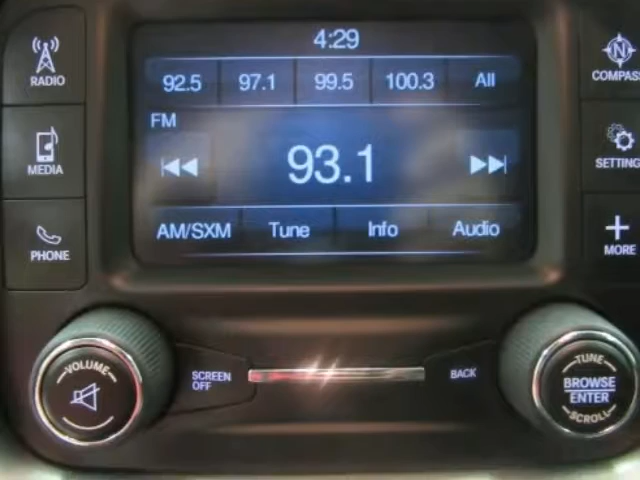 4:29
92.5 97.1 99.5 100.3 All
FM
93.1
AM/SXM Tune Info Audio
RADIO
MEDIA
PHONE
COMPASS
SETTING
MORE
VOLUME
SCREEN
OFF
BACK
TUNE
BROWSE
ENTER
SCROLL
N